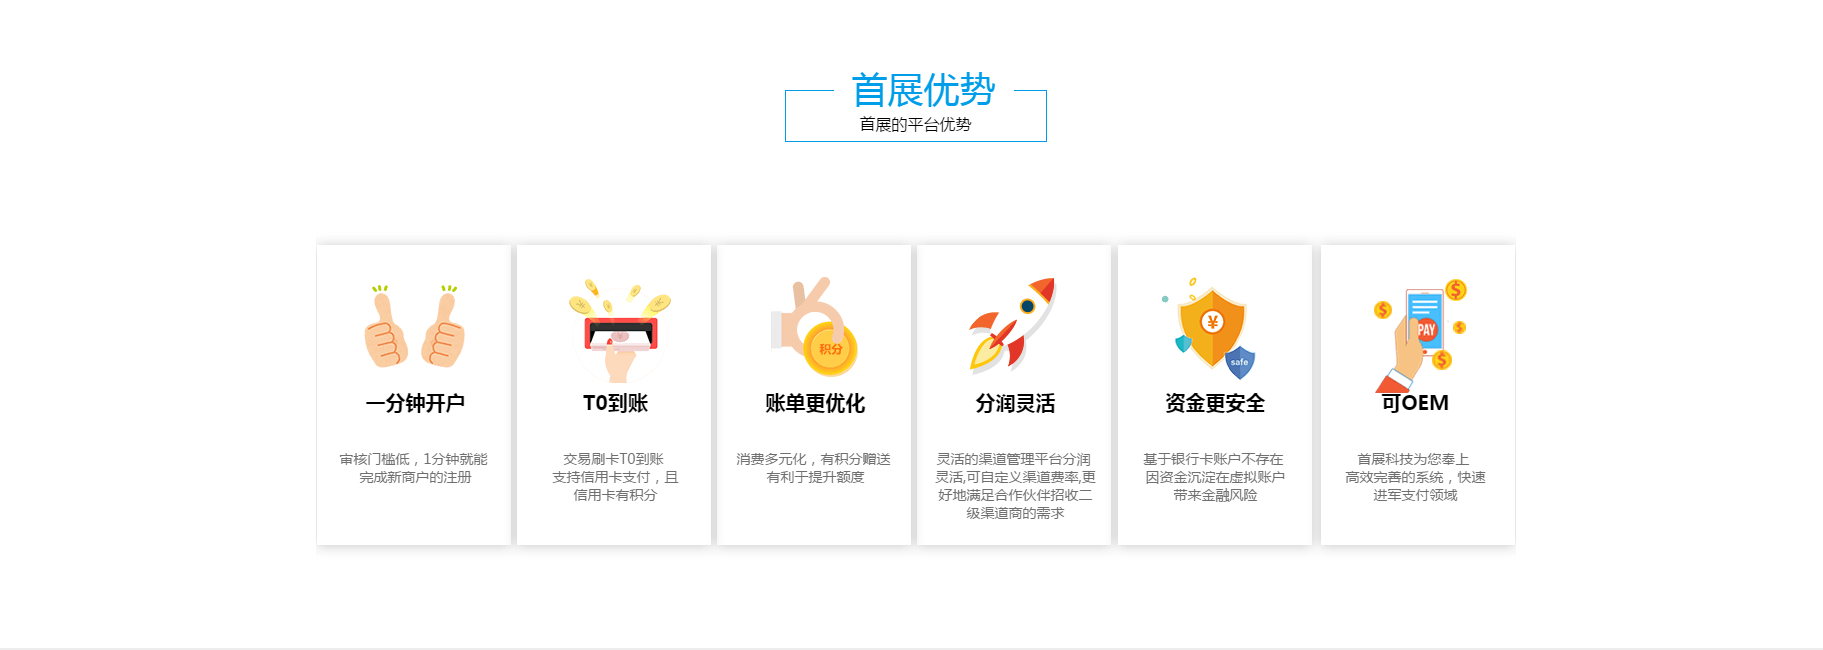 首展优势
首展的平台优势
积分
¥
safe
$
$
PAY
$
$
一分钟开户
T0到账
账单更优化
分润灵活
资金更安全
可OEM
审核门槛低，1分钟就能
完成新商户的注册
交易刷卡T0到账
支持信用卡支付，且
信用卡有积分
消费多元化，有积分赠送
有利于提升额度
灵活的渠道管理平台分润
灵活,可自定义渠道费率,更
好地满足合作伙伴招收二
级渠道商的需求
基于银行卡账户不存在
因资金沉淀在虚拟账户
带来金融风险
首展科技为您奉上
高效完善的系统，快速
进军支付领域